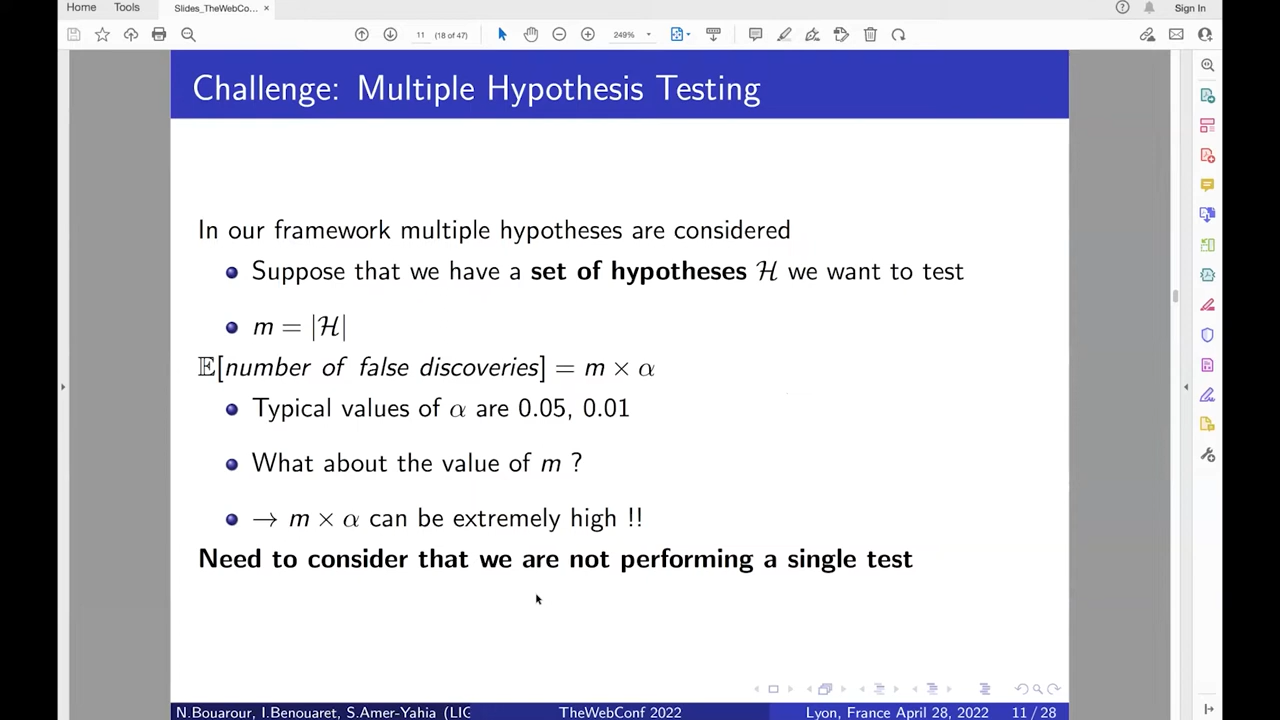 Home Tools Slides_TheWebCo... × Sign In
11 (18 of 47) 249%
Challenge: Multiple Hypothesis Testing
In our framework multiple hypotheses are considered
Suppose that we have a set of hypotheses ℋ we want to test
m = |ℋ|
𝔼[number of false discoveries] = m × α
Typical values of α are 0.05, 0.01
What about the value of m ?
→ m × α can be extremely high !!
Need to consider that we are not performing a single test
N.Bouarour, I.Benouaret, S.Amer-Yahia (LIG TheWebConf 2022 Lyon, France April 28, 2022 11 / 28